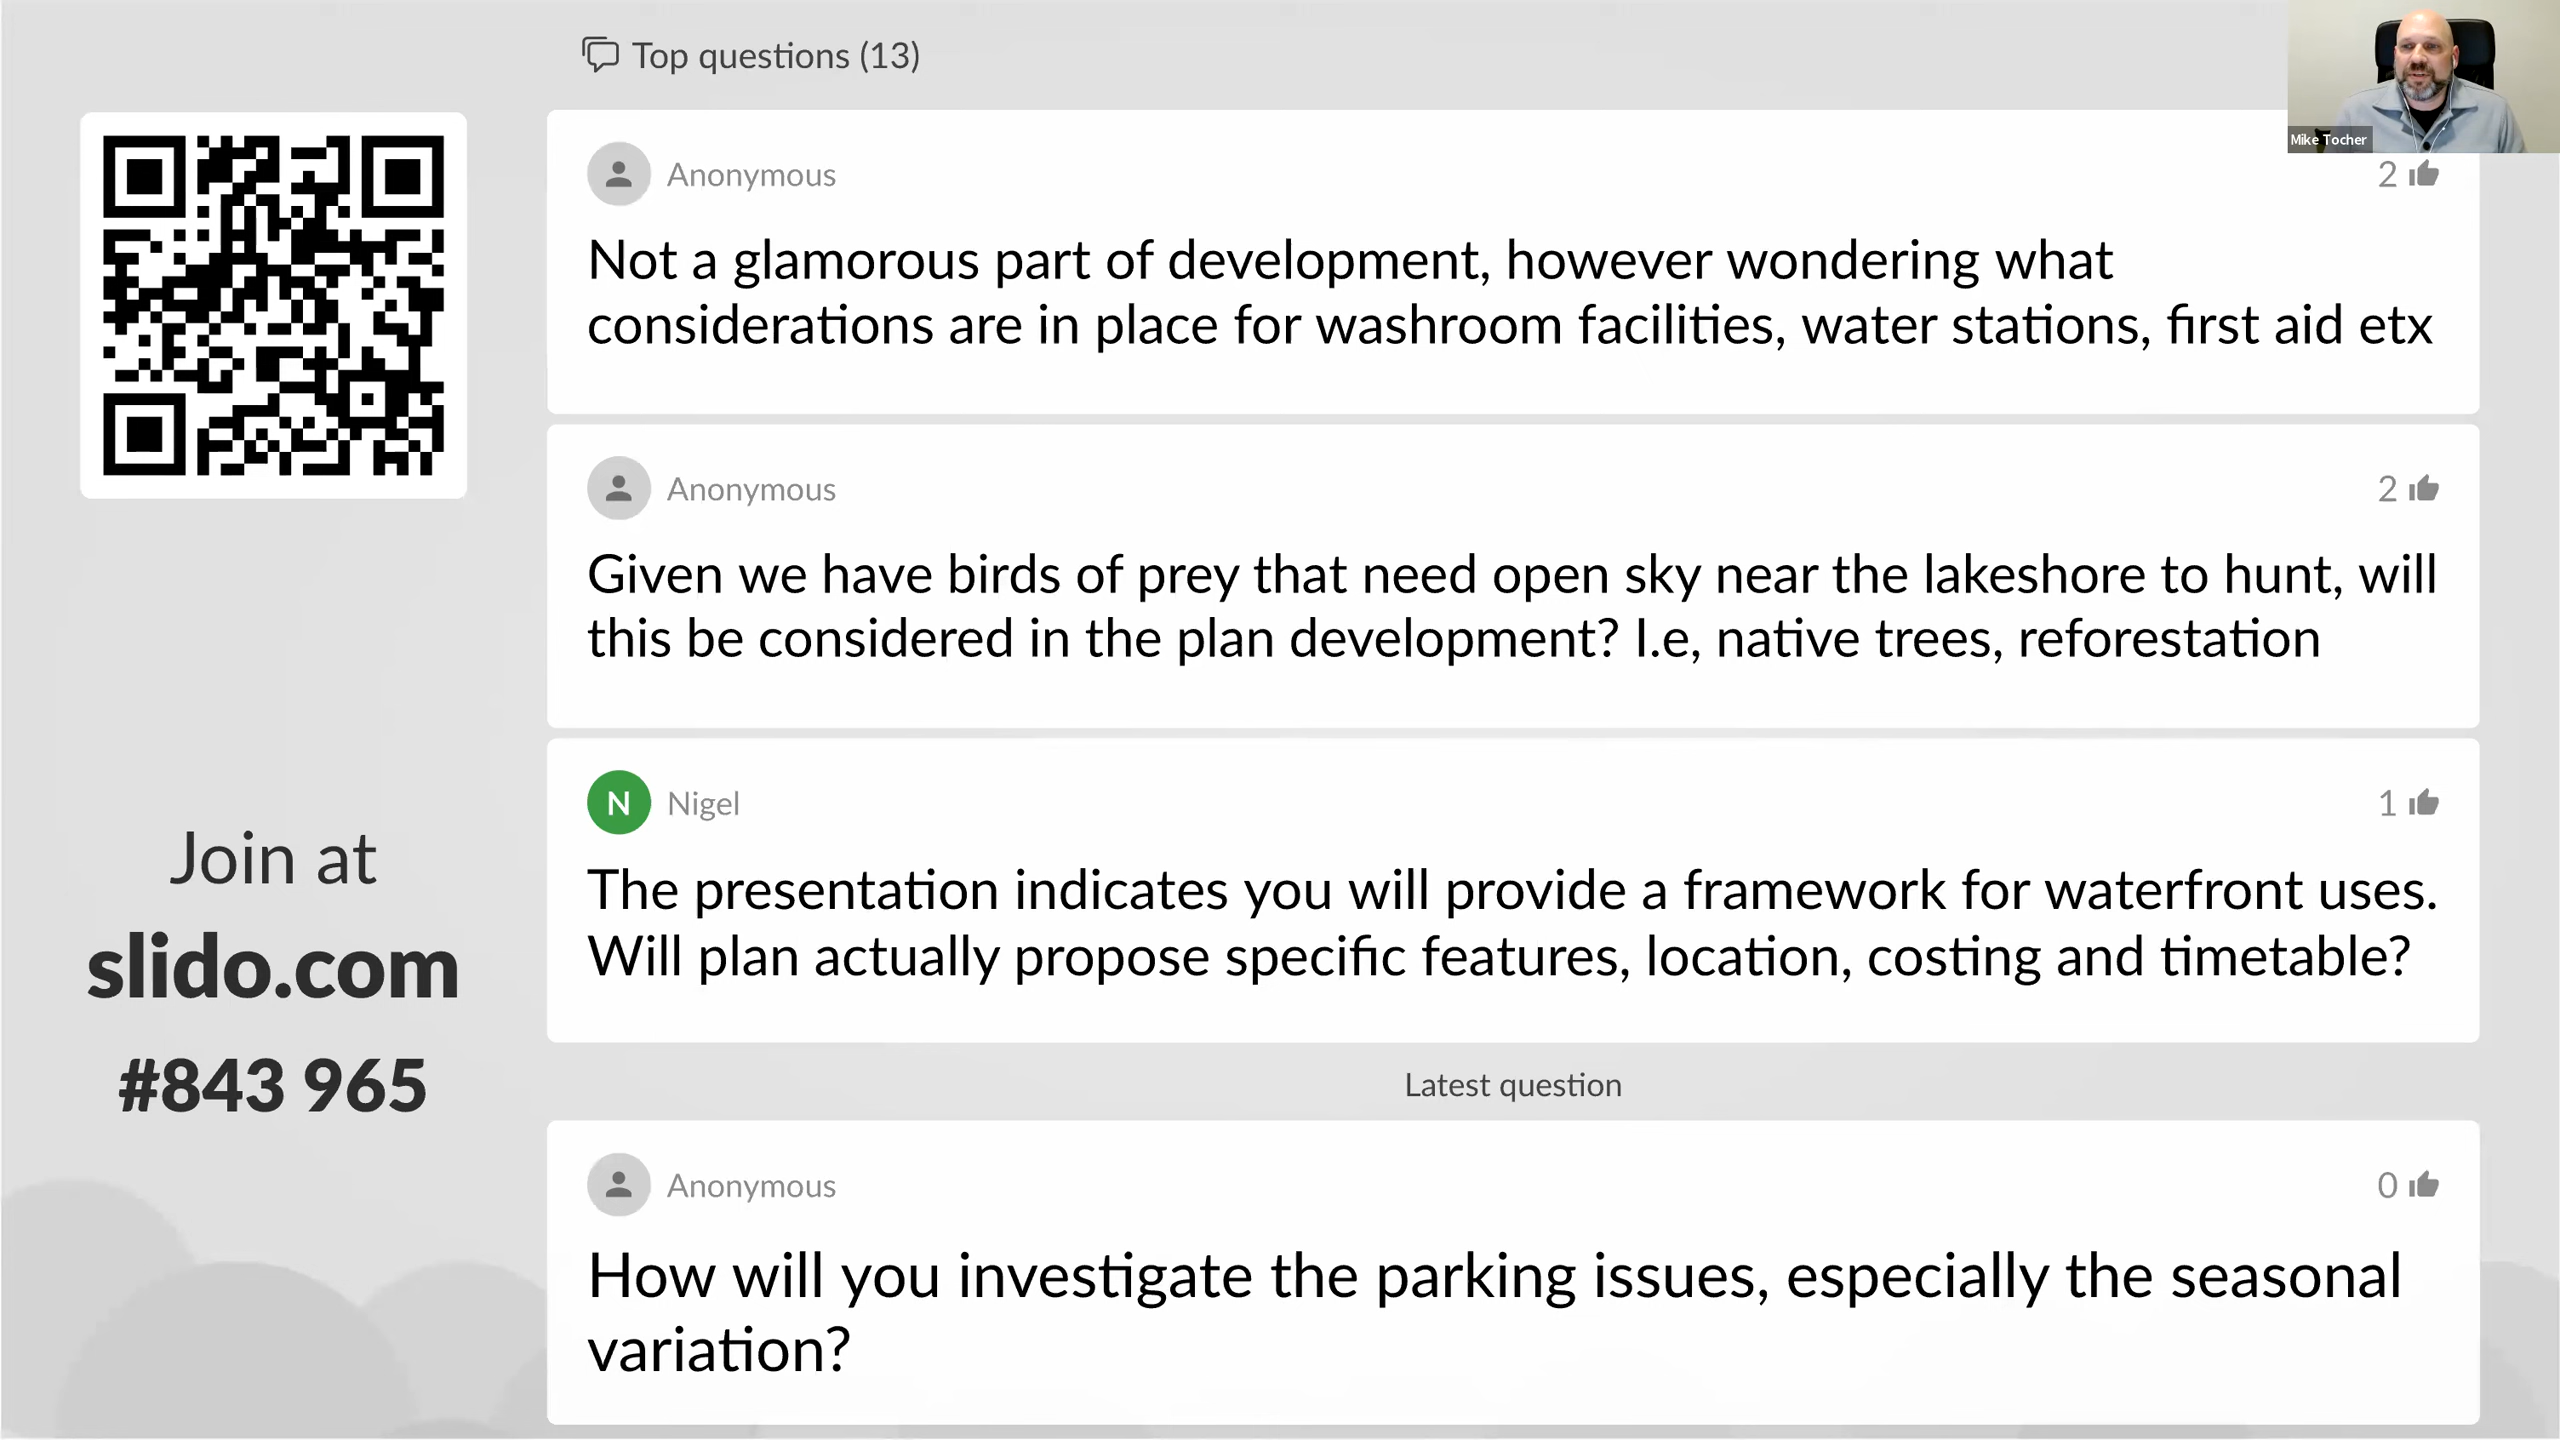 Top questions (13)
Mike Tocher
Anonymous
2
Not a glamorous part of development, however wondering what
considerations are in place for washroom facilities, water stations, first aid etx
Anonymous
2
Given we have birds of prey that need open sky near the lakeshore to hunt, will
this be considered in the plan development? I.e, native trees, reforestation
N
Nigel
1
The presentation indicates you will provide a framework for waterfront uses.
Will plan actually propose specific features, location, costing and timetable?
Join at
slido.com
#843 965
Latest question
Anonymous
0
How will you investigate the parking issues, especially the seasonal
variation?